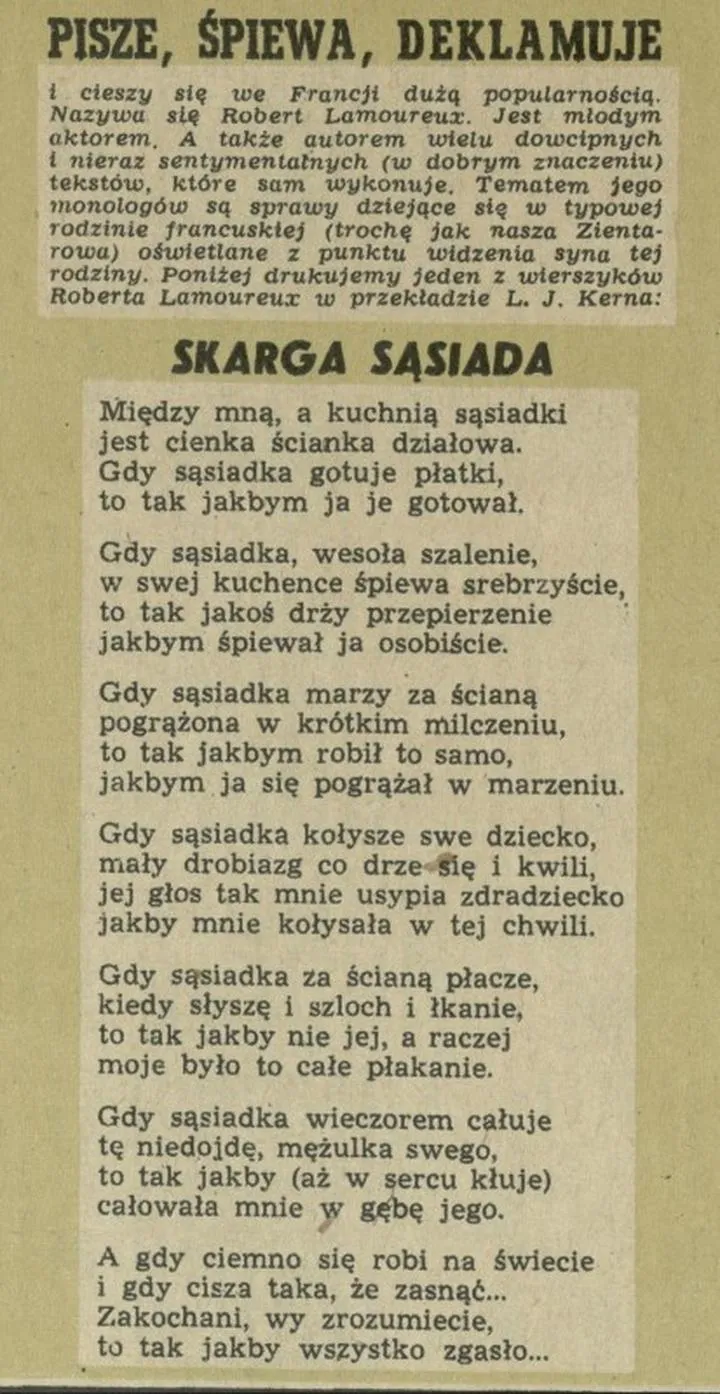 PISZE, ŚPIEWA, DEKLAMUJE
i cieszy się we Francji dużą popularnością.
Nazywa się Robert Lamoureux. Jest młodym
aktorem. A także autorem wielu dowcipnych
i nieraz sentymentalnych (w dobrym znaczeniu)
tekstów, które sam wykonuje. Tematem jego
monologów są sprawy dziejące się w typowej
rodzinie francuskiej (trochę jak nasza Zienta-
rowa) oświetlane z punktu widzenia syna tej
rodziny. Poniżej drukujemy jeden z wierszyków
Roberta Lamoureux w przekładzie L. J. Kerna:
SKARGA SĄSIADA
Między mną, a kuchnią sąsiadki
jest cienka ścianka działowa.
Gdy sąsiadka gotuje płatki,
to tak jakbym ja je gotował.
Gdy sąsiadka, wesoła szalenie,
w swej kuchence śpiewa srebrzyście,
to tak jakoś drży przepierzenie
jakbym śpiewał ja osobiście.
Gdy sąsiadka marzy za ścianą
pogrążona w krótkim milczeniu,
to tak jakbym robił to samo,
jakbym ja się pogrążał w marzeniu.
Gdy sąsiadka kołysze swe dziecko,
mały drobiazg co drze się i kwili,
jej głos tak mnie usypia zdradziecko
jakby mnie kołysała w tej chwili.
Gdy sąsiadka za ścianą płacze,
kiedy słyszę i szloch i łkanie,
to tak jakby nie jej, a raczej
moje było to całe płakanie.
Gdy sąsiadka wieczorem całuje
tę niedojdę, mężulka swego,
to tak jakby (aż w sercu kłuje)
całowała mnie w gębę jego.
A gdy ciemno się robi na świecie
i gdy cisza taka, że zasnąć...
Zakochani, wy zrozumiecie,
to tak jakby wszystko zgasło...